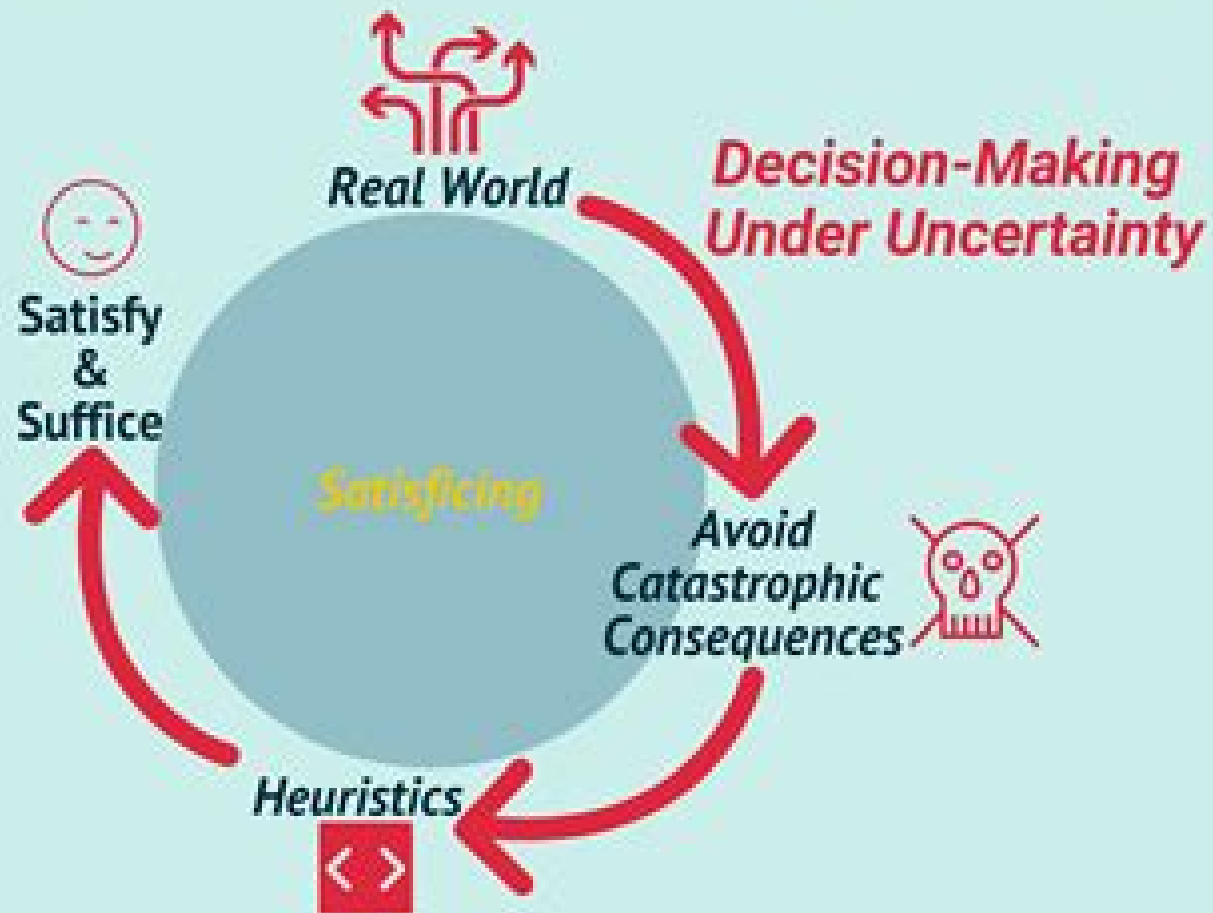 Real World
Decision-Making
Under Uncertainty
Satisfy
&
Suffice
Satisficing
Avoid
Catastrophic
Consequences
Heuristics
< >